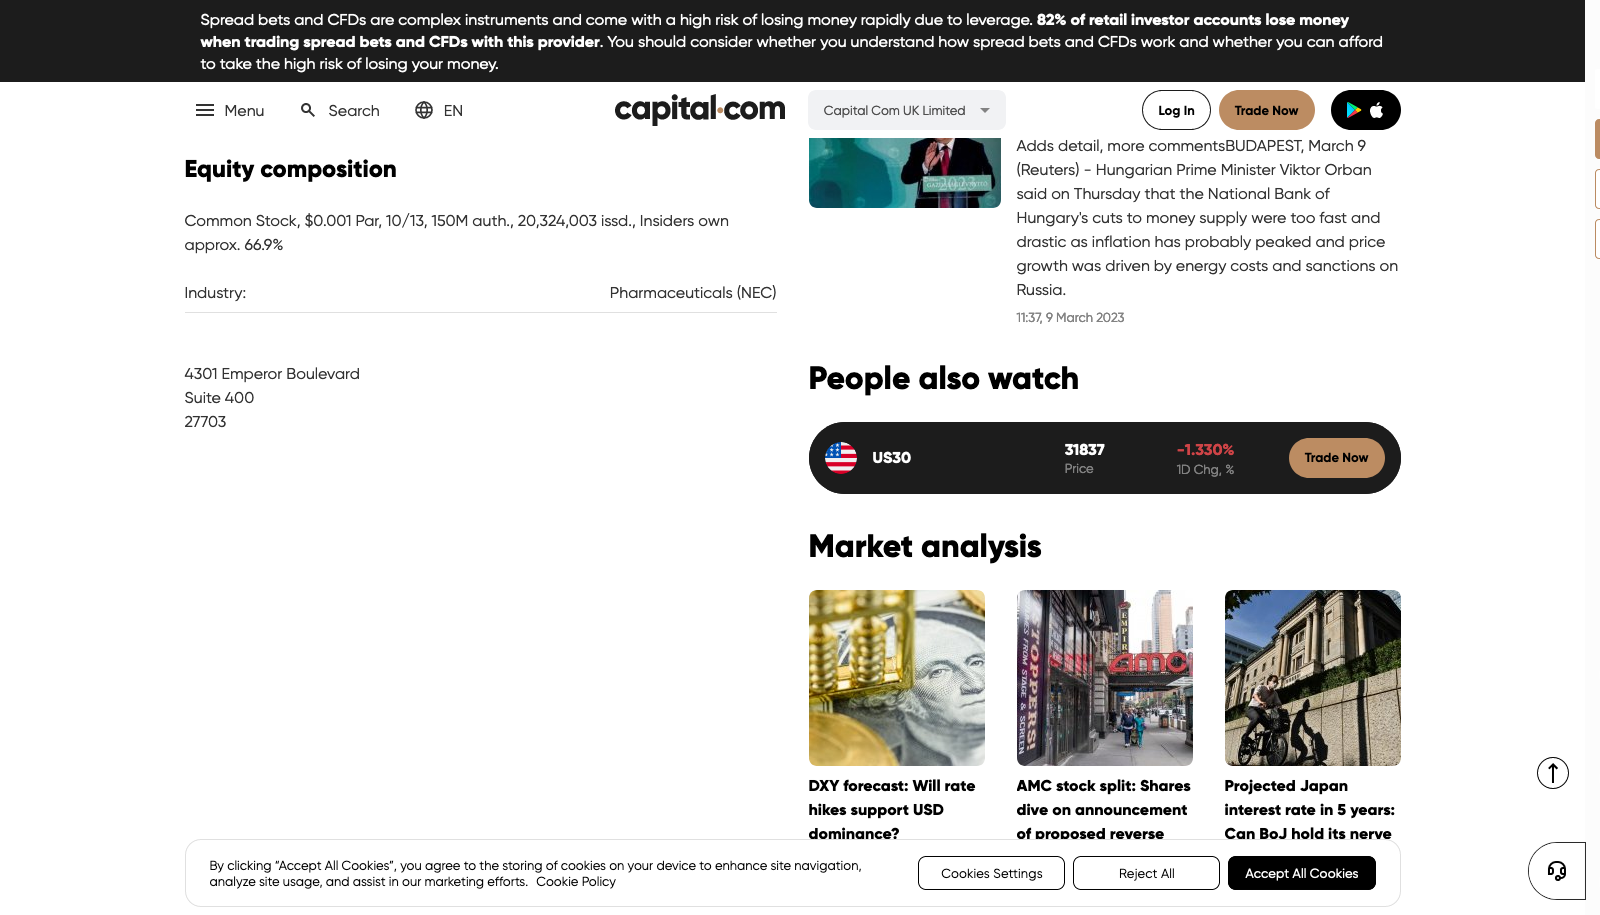 Spread bets and CFDs are complex instruments and come with a high risk of losing money rapidly due to leverage. 82% of retail investor accounts lose money
when trading spread bets and CFDs with this provider. You should consider whether you understand how spread bets and CFDs work and whether you can afford
to take the high risk of losing your money.
Menu
Search
EN
capital.com
Capital Com UK Limited
Log In
Trade Now
Equity composition
Common Stock, $0.001 Par, 10/13, 150M auth., 20,324,003 issd., Insiders own
approx. 66.9%
Industry:
Pharmaceuticals (NEC)
4301 Emperor Boulevard
Suite 400
27703
Adds detail, more commentsBUDAPEST, March 9
(Reuters) - Hungarian Prime Minister Viktor Orban
said on Thursday that the National Bank of
Hungary's cuts to money supply were too fast and
drastic as inflation has probably peaked and price
growth was driven by energy costs and sanctions on
Russia.
11:37, 9 March 2023
People also watch
US30
31837
Price
-1.330%
1D Chg, %
Trade Now
Market analysis
EMPIRE
amc
STOPPERS!
FROM STAGE & SCREEN
DXY forecast: Will rate
hikes support USD
dominance?
AMC stock split: Shares
dive on announcement
of proposed reverse
Projected Japan
interest rate in 5 years:
Can BoJ hold its nerve
By clicking “Accept All Cookies”, you agree to the storing of cookies on your device to enhance site navigation,
analyze site usage, and assist in our marketing efforts. Cookie Policy
Cookies Settings
Reject All
Accept All Cookies